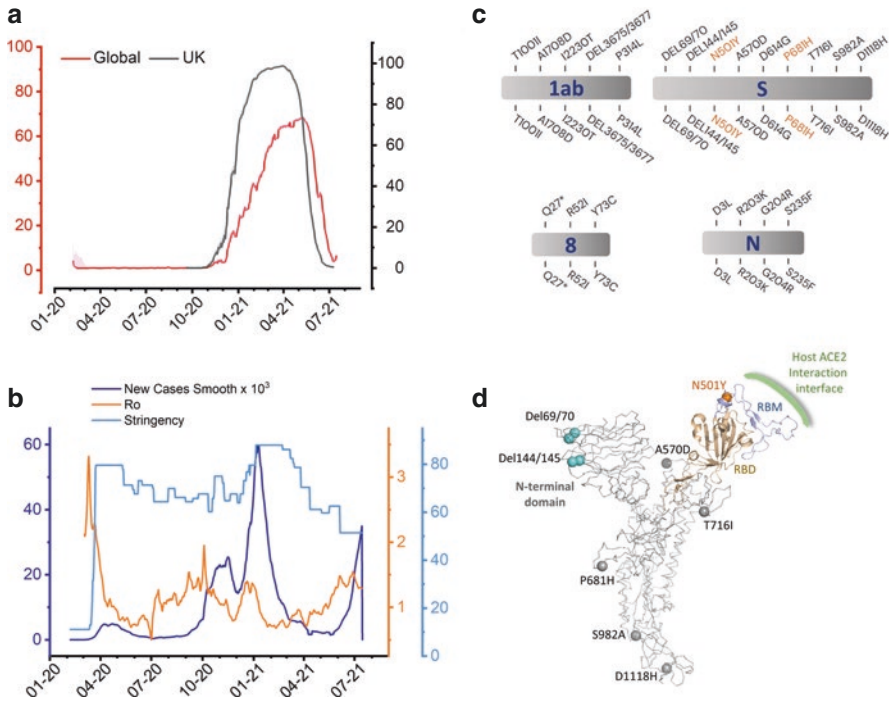 a
Global
UK
100
80
60
40
20
0
100
80
60
40
20
0
01-20
04-20
07-20
10-20
01-21
04-21
07-21
b
New Cases Smooth x 10³
Ro
Stringency
60
40
20
0
3
2
1
80
60
40
20
0
01-20
04-20
07-20
10-20
01-21
04-21
07-21
c
T1001I
A1708D
I2230T
DEL3675/3677
P314L
1ab
T1001I
A1708D
I2230T
DEL3675/3677
P314L
DEL69/70
DEL144/145
N501Y
A570D
D614G
P681H
T716I
S982A
D1118H
S
DEL69/70
DEL144/145
N501Y
A570D
D614G
P681H
T716I
S982A
D1118H
Q27*
R52I
Y73C
8
Q27*
R52I
Y73C
D3L
R203K
G204R
S235F
N
D3L
R203K
G204R
S235F
d
Host ACE2
Interaction
interface
N501Y
RBM
Del69/70
Del144/145
A570D
RBD
N-terminal
domain
T716I
P681H
S982A
D1118H